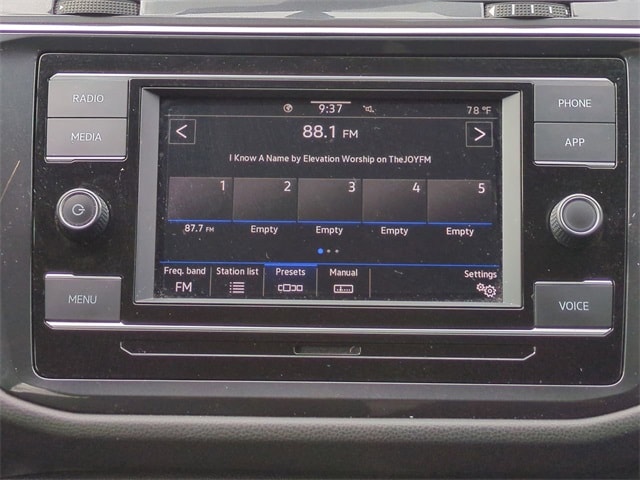 9:37 78 °F
RADIO
MEDIA
MENU
88.1 FM
I Know A Name by Elevation Worship on TheJOYFM
1 2 3 4 5
87.7 FM Empty Empty Empty Empty
Freq. band Station list Presets Manual Settings
FM
PHONE
APP
VOICE